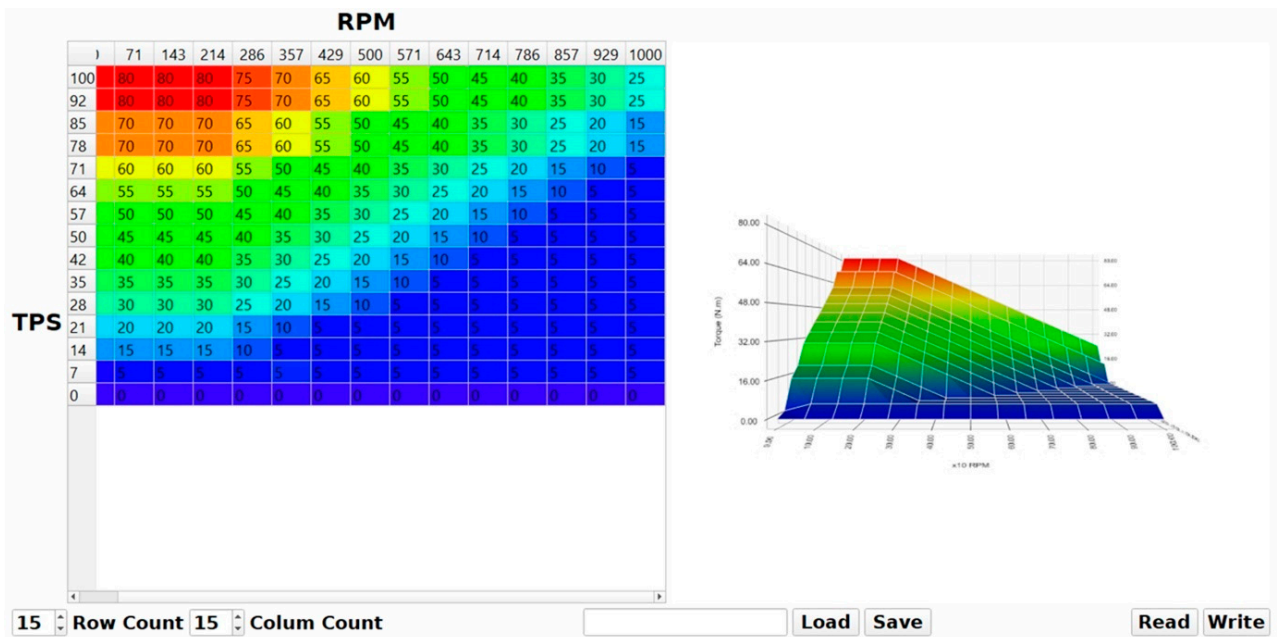 RPM
71 143 214 286 357 429 500 571 643 714 786 857 929 1000
100 80 80 80 75 70 65 60 55 50 45 40 35 30 25
92 80 80 80 75 70 65 60 55 50 45 40 35 30 25
85 70 70 70 65 60 55 50 45 40 35 30 25 20 15
78 70 70 70 65 60 55 50 45 40 35 30 25 20 15
71 60 60 60 55 50 45 40 35 30 25 20 15 10 5
64 55 55 55 50 45 40 35 30 25 20 15 10 5 5
57 50 50 50 45 40 35 30 25 20 15 10 5 5 5
50 45 45 45 40 35 30 25 20 15 10 5 5 5 5
42 40 40 40 35 30 25 20 15 10 5 5 5 5 5
35 35 35 35 30 25 20 15 10 5 5 5 5 5 5
28 30 30 30 25 20 15 10 5 5 5 5 5 5 5
TPS
21 20 20 20 15 10 5 5 5 5 5 5 5 5 5
14 15 15 15 10 5 5 5 5 5 5 5 5 5 5
7 5 5 5 5 5 5 5 5 5 5 5 5 5 5
0 0 0 0 0 0 0 0 0 0 0 0 0 0 0
Torque (N.m)
80.00
64.00
48.00
32.00
16.00
0.00
x10 RPM
15 Row Count 15 Colum Count
Load Save
Read Write